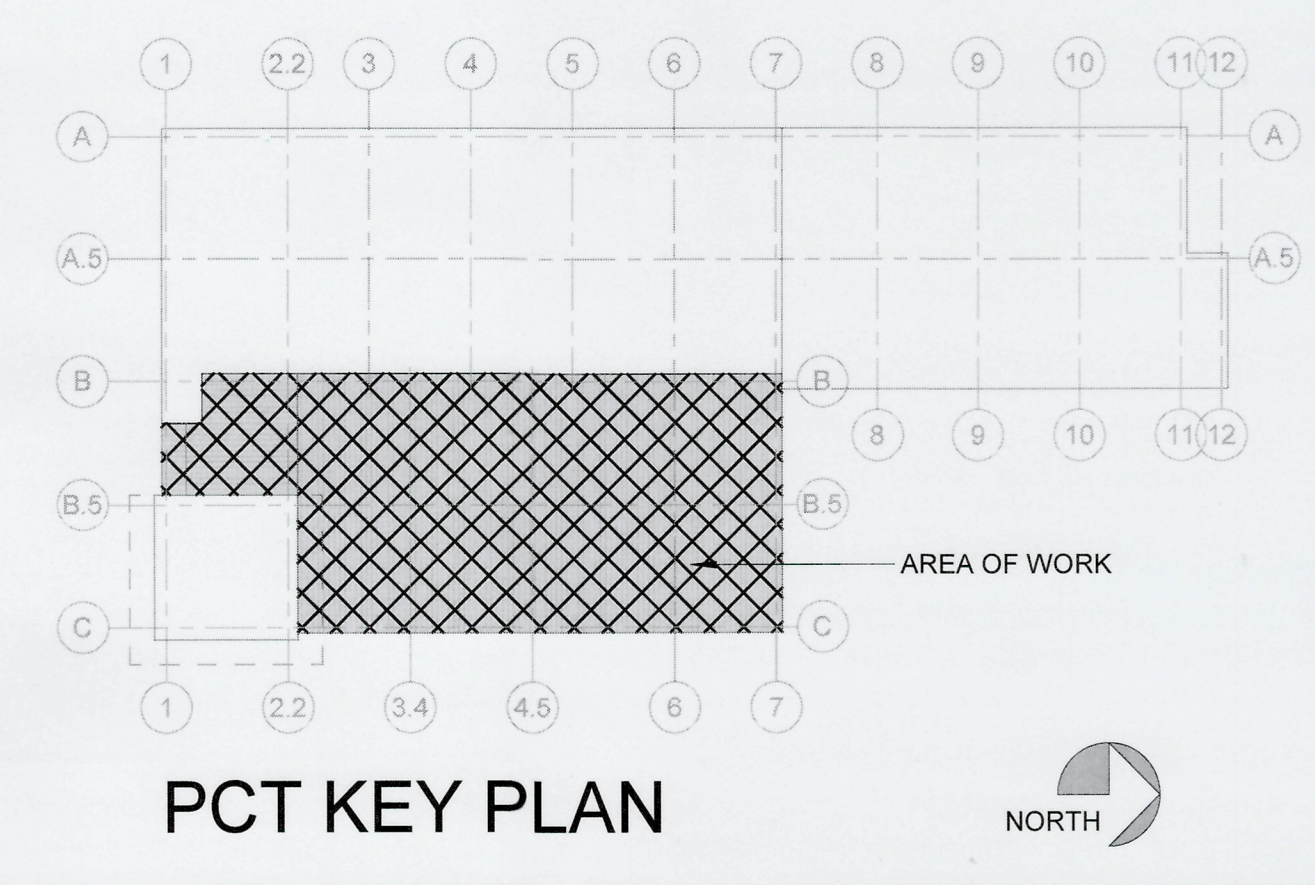 1 2.2 3 4 5 6 7 8 9 10 11 12
A A
A.5 A.5
B B
8 9 10 11 12
B.5 B.5
AREA OF WORK
C C
1 2.2 3.4 4.5 6 7
PCT KEY PLAN
NORTH